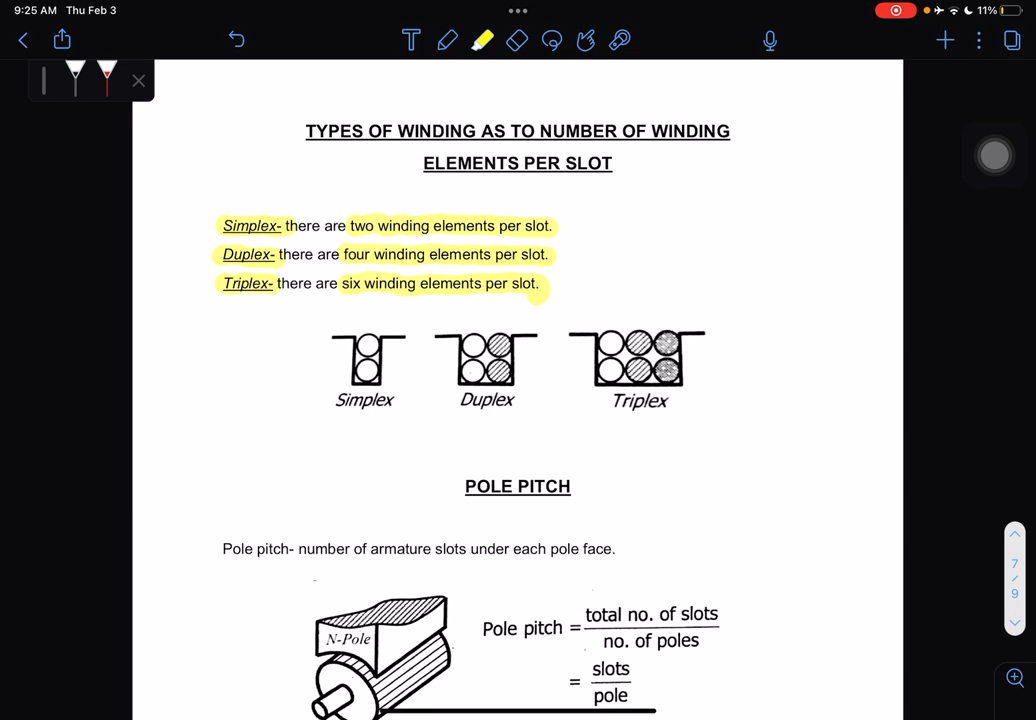 9:25 AM Thu Feb 3
11%
TYPES OF WINDING AS TO NUMBER OF WINDING
ELEMENTS PER SLOT
Simplex- there are two winding elements per slot.
Duplex- there are four winding elements per slot.
Triplex- there are six winding elements per slot.
Simplex Duplex Triplex
POLE PITCH
Pole pitch- number of armature slots under each pole face.
7
/
9
N-Pole
Pole pitch = total no. of slots
no. of poles
= slots
pole